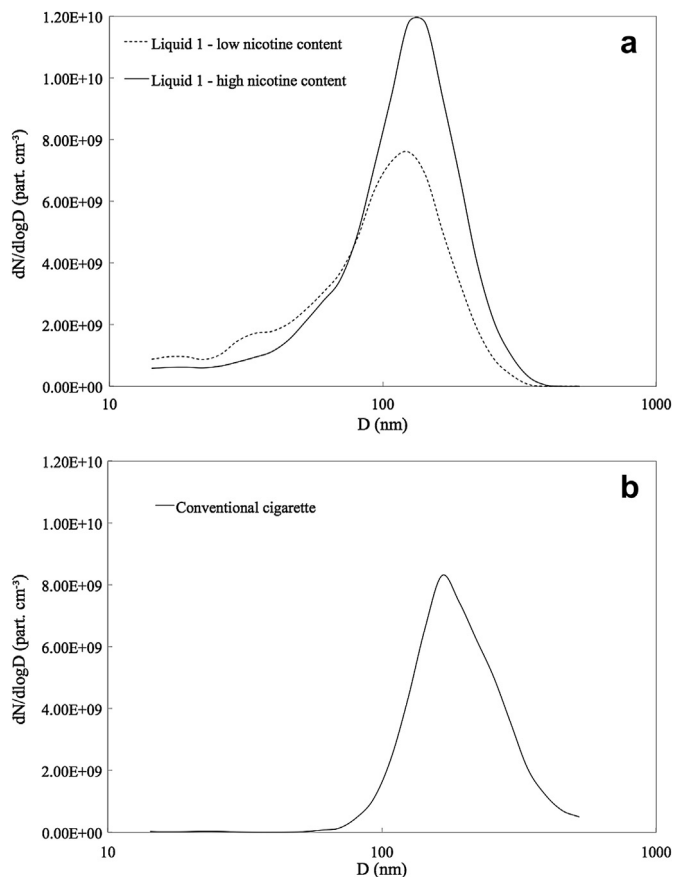 a
Liquid 1 - low nicotine content
Liquid 1 - high nicotine content
dN/dlogD (part. cm⁻³)
1.20E+10
1.00E+10
8.00E+09
6.00E+09
4.00E+09
2.00E+09
0.00E+00
10 100 1000
D (nm)
b
Conventional cigarette
dN/dlogD (part. cm⁻³)
1.20E+10
1.00E+10
8.00E+09
6.00E+09
4.00E+09
2.00E+09
0.00E+00
10 100 1000
D (nm)